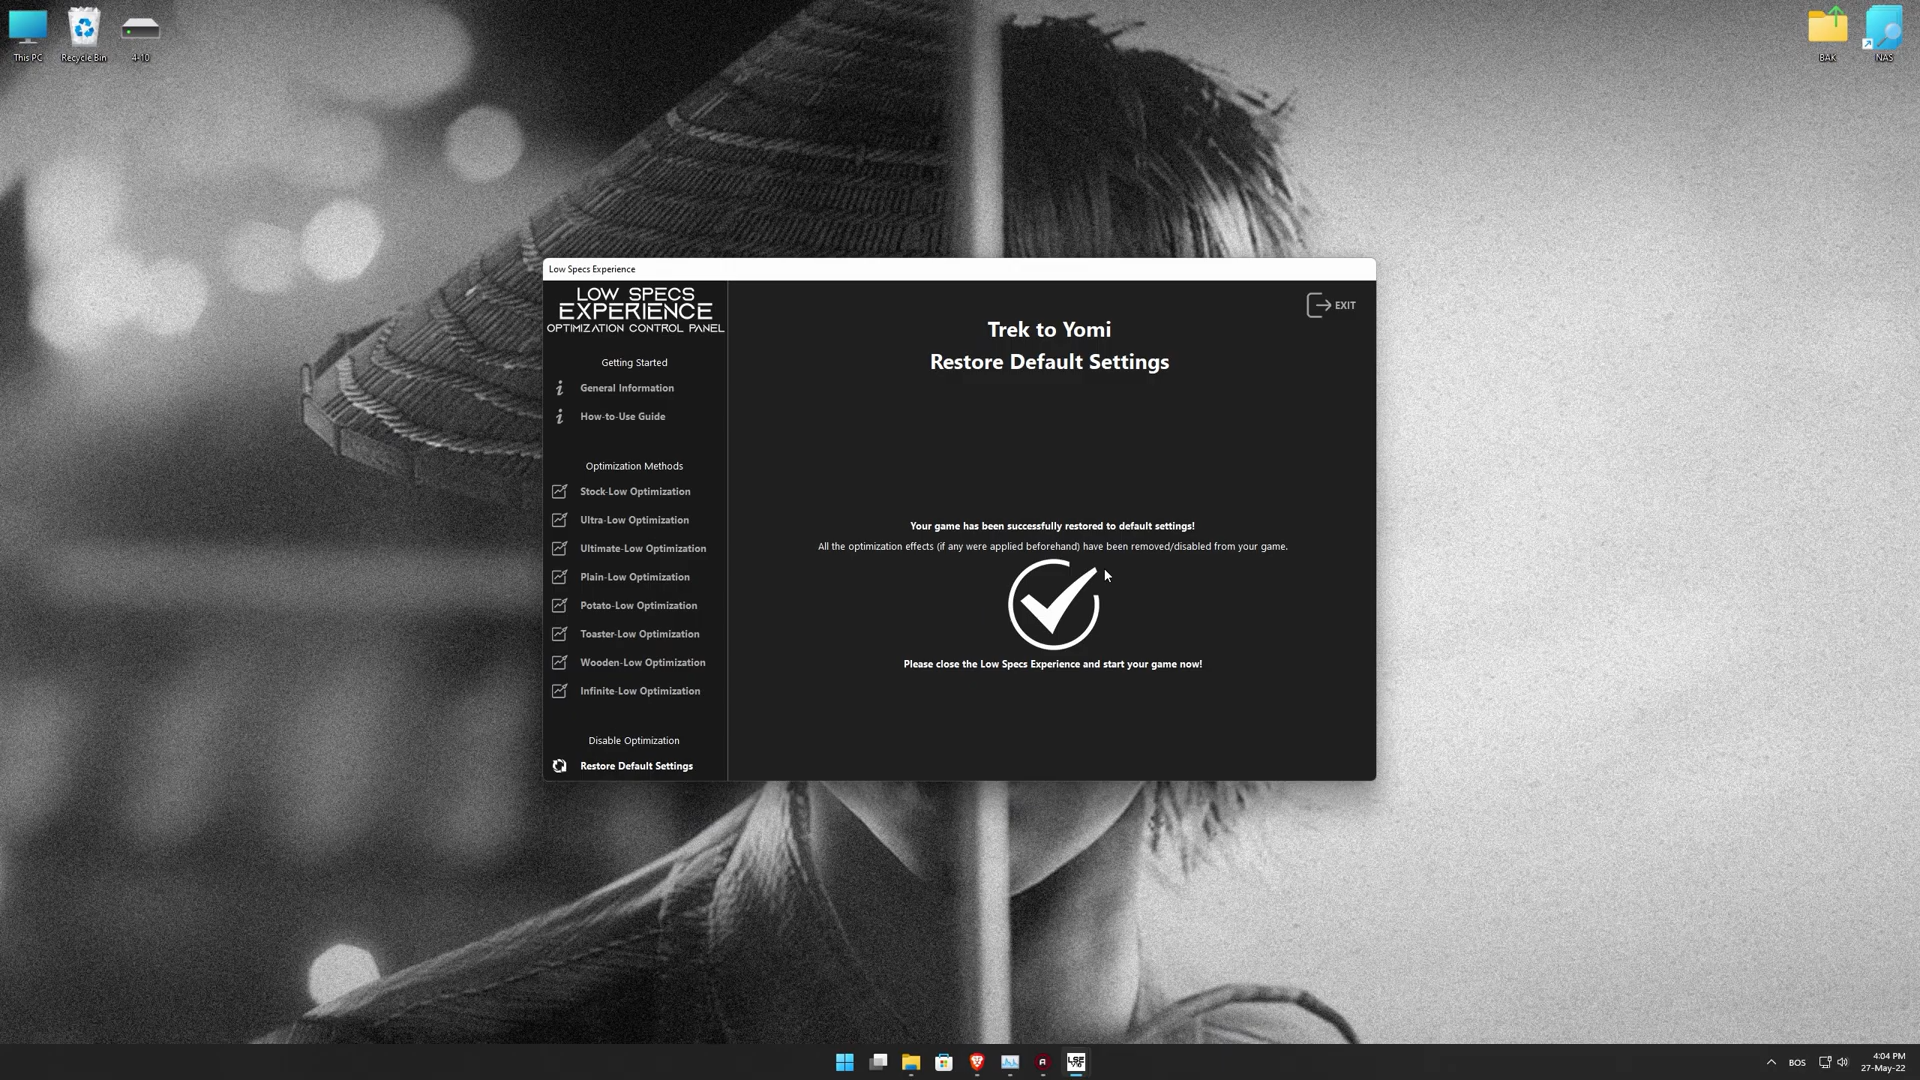 This PC
Recycle Bin
4-10
BAK
NAS
Low Specs Experience
LOW SPECS
EXPERIENCE
OPTIMIZATION CONTROL PANEL
Getting Started
General Information
How-to-Use Guide
Optimization Methods
Stock-Low Optimization
Ultra-Low Optimization
Ultimate-Low Optimization
Plain-Low Optimization
Potato-Low Optimization
Toaster-Low Optimization
Wooden-Low Optimization
Infinite-Low Optimization
Disable Optimization
Restore Default Settings
EXIT
Trek to Yomi
Restore Default Settings
Your game has been successfully restored to default settings!
All the optimization effects (if any were applied beforehand) have been removed/disabled from your game.
Please close the Low Specs Experience and start your game now!
BOS
4:04 PM
27-May-22